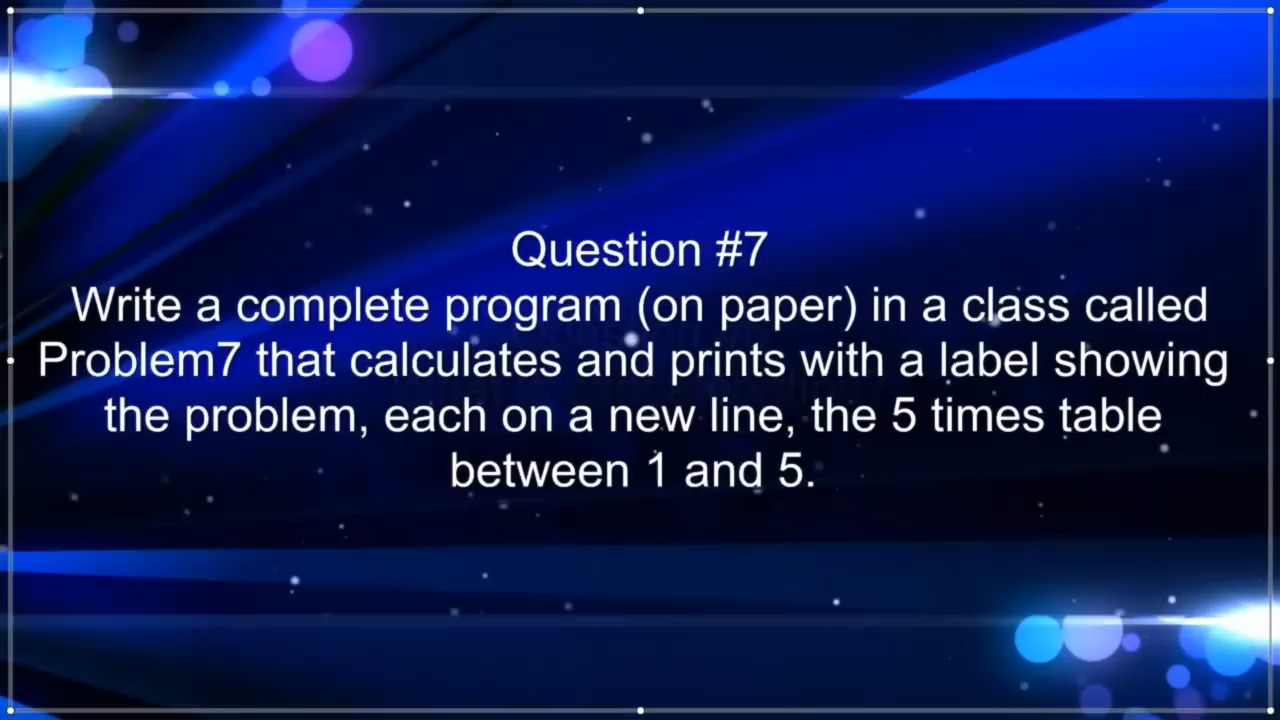 Question #7
Write a complete program (on paper) in a class called
Problem7 that calculates and prints with a label showing
the problem, each on a new line, the 5 times table
between 1 and 5.